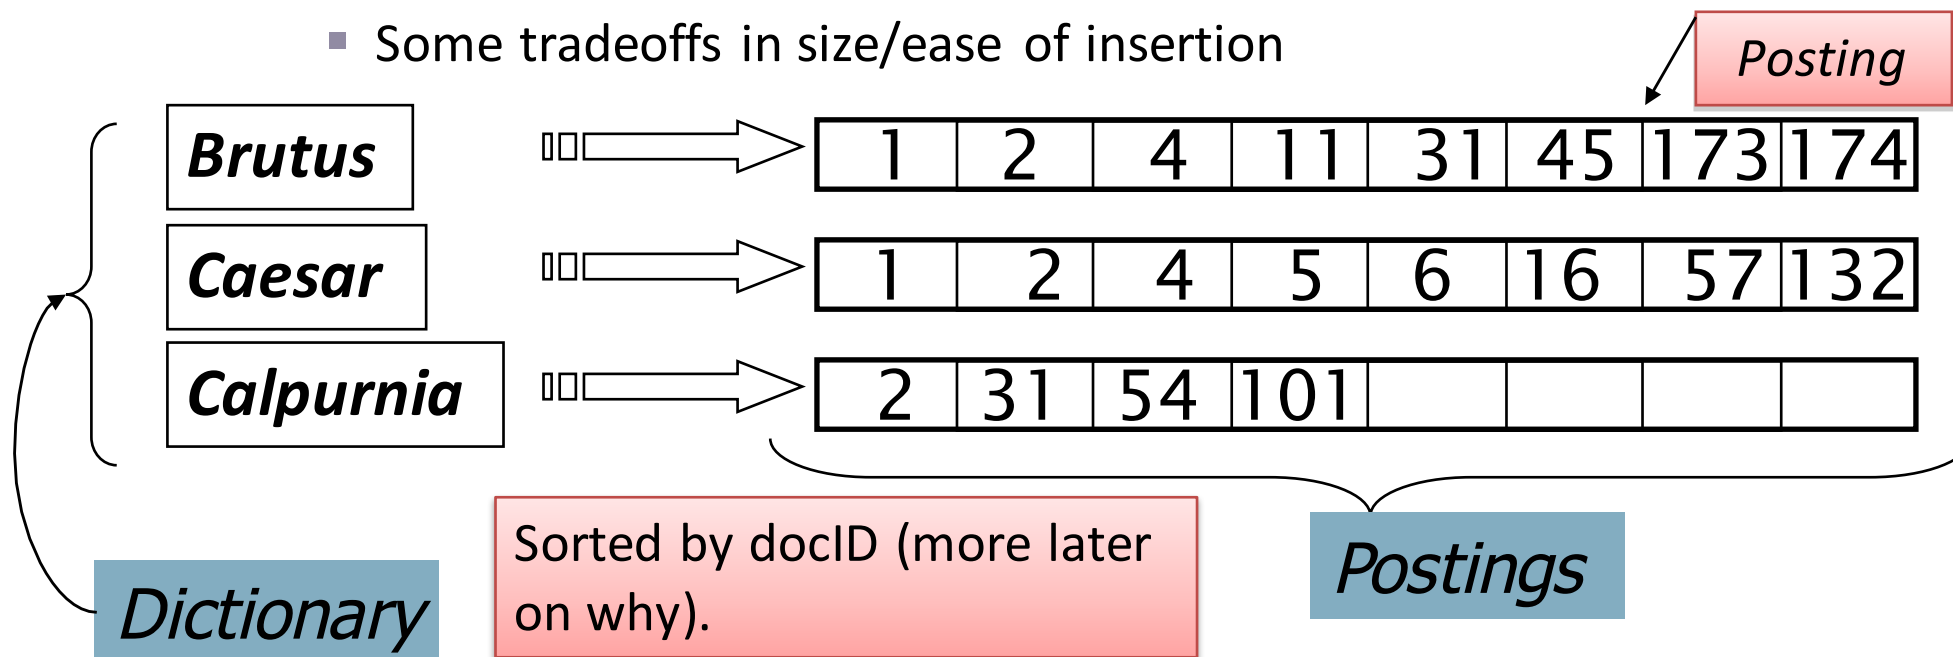 Some tradeoffs in size/ease of insertion
Posting
Brutus 1 2 4 11 31 45 173 174
Caesar 1 2 4 5 6 16 57 132
Calpurnia 2 31 54 101
Sorted by docID (more later
on why).
Postings
Dictionary